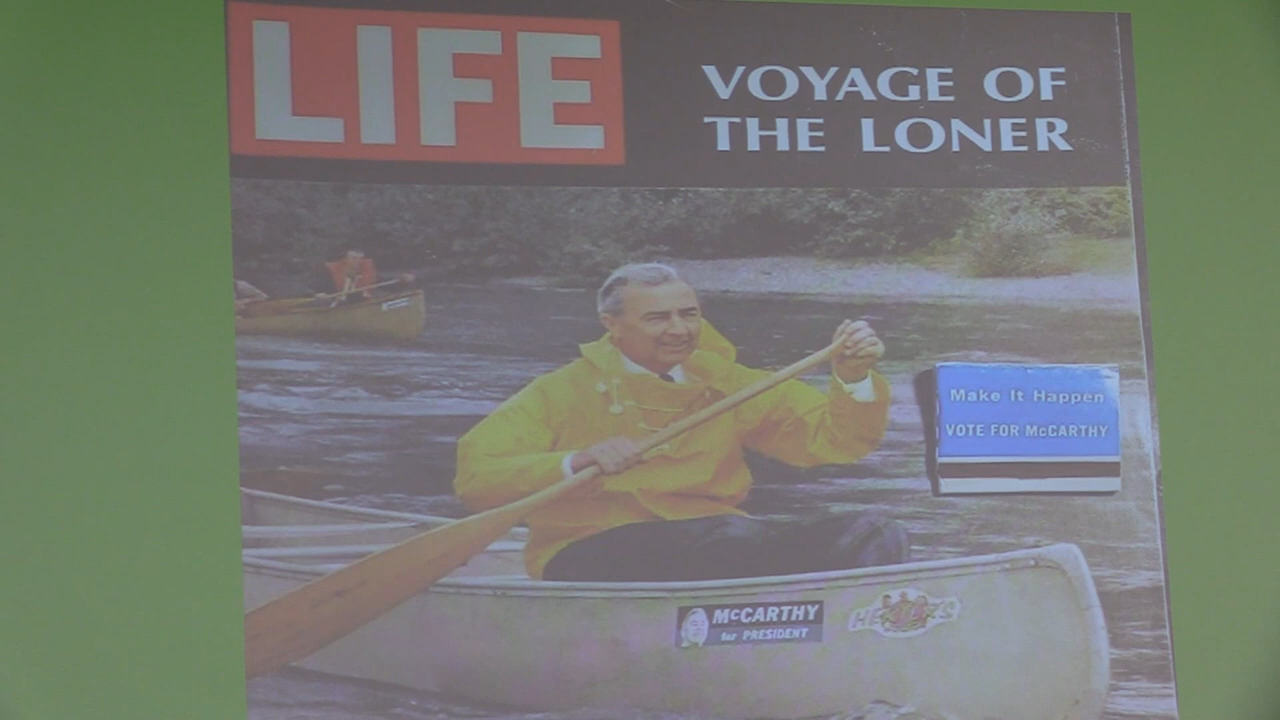 LIFE
VOYAGE OF
THE LONER
Make It Happen
VOTE FOR McCARTHY
McCARTHY
for PRESIDENT